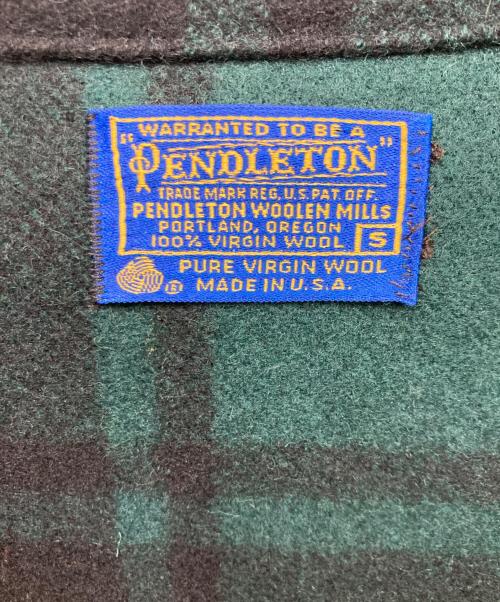 WARRANTED TO BE A
"PENDLETON"
TRADE MARK REG. U.S. PAT. OFF.
PENDLETON WOOLEN MILLS
PORTLAND, OREGON
100% VIRGIN WOOL S
PURE VIRGIN WOOL
® MADE IN U.S.A.